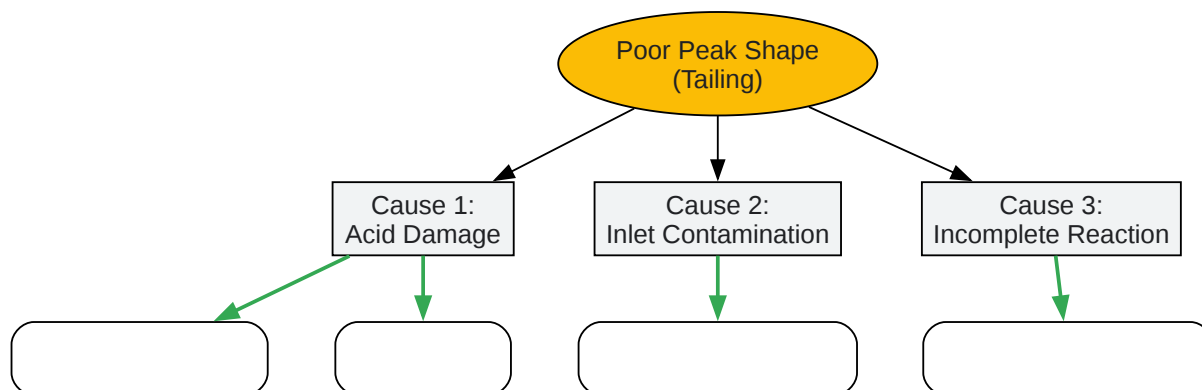 Poor Peak Shape
(Tailing)
Cause 1:
Acid Damage
Cause 2:
Inlet Contamination
Cause 3:
Incomplete Reaction